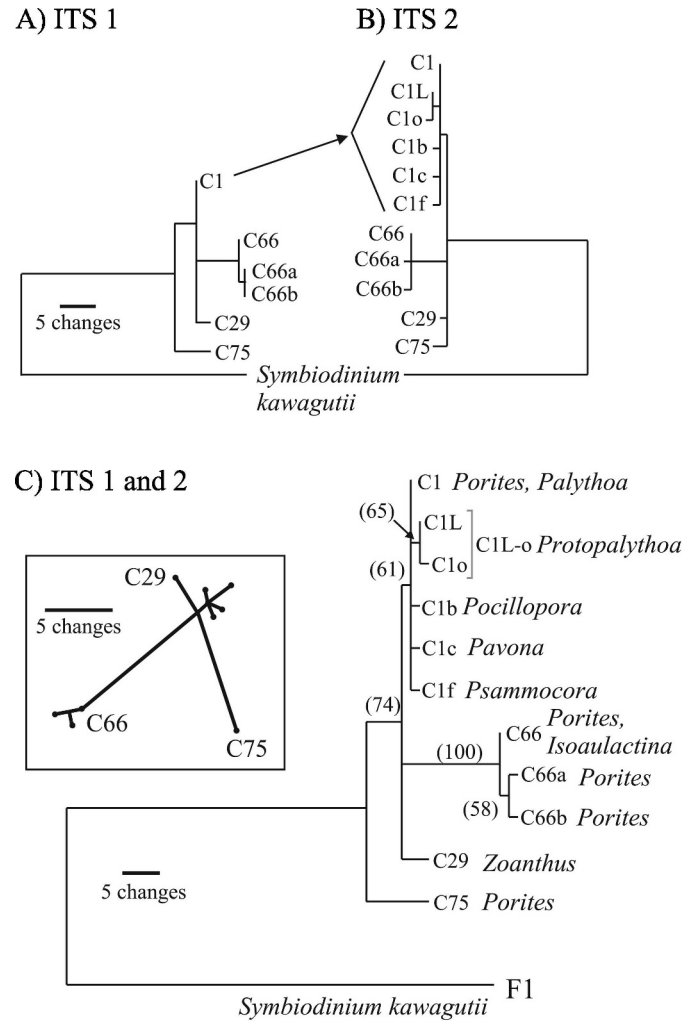 A) ITS 1
B) ITS 2
C1
C66
C66a
C66b
C29
C75
5 changes
C1
C1L
C1o
C1b
C1c
C1f
C66
C66a
C66b
C29
C75
Symbiodinium
kawagutii
C) ITS 1 and 2
C29
5 changes
C66
C75
C1 Porites, Palythoa
(65)
C1L
C1o
C1L-o Protopalythoa
(61)
C1b Pocillopora
C1c Pavona
C1f Psammocora
(74)
C66 Porites,
Isoaulactina
(100)
C66a Porites
(58)
C66b Porites
C29 Zoanthus
5 changes
C75 Porites
F1
Symbiodinium kawagutii